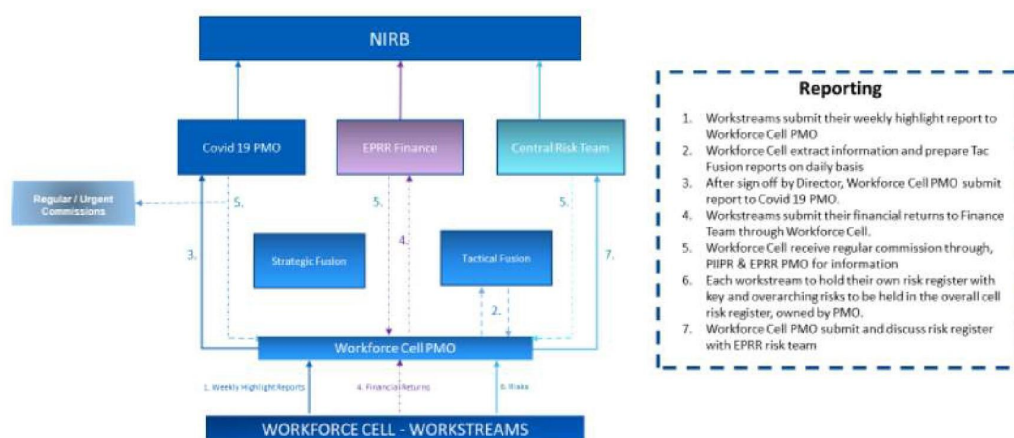 NIRB
Covid 19 PMO
EPRR Finance
Central Risk Team
Regular / Urgent
Commissions
5.
5.
5.
3.
4.
7.
Strategic Fusion
Tactical Fusion
2.
Workforce Cell PMO
1. Weekly Highlight Reports
4. Financial Returns
6. Risks
WORKFORCE CELL - WORKSTREAMS
Reporting
1. Workstreams submit their weekly highlight report to
Workforce Cell PMO
2. Workforce Cell extract information and prepare Tac
Fusion reports on daily basis
3. After sign off by Director, Workforce Cell PMO submit
report to Covid 19 PMO.
4. Workstreams submit their financial returns to Finance
Team through Workforce Cell.
5. Workforce Cell receive regular commission through,
PIIPR & EPRR PMO for information
6. Each workstream to hold their own risk register with
key and overarching risks to be held in the overall cell
risk register, owned by PMO.
7. Workforce Cell PMO submit and discuss risk register
with EPRR risk team